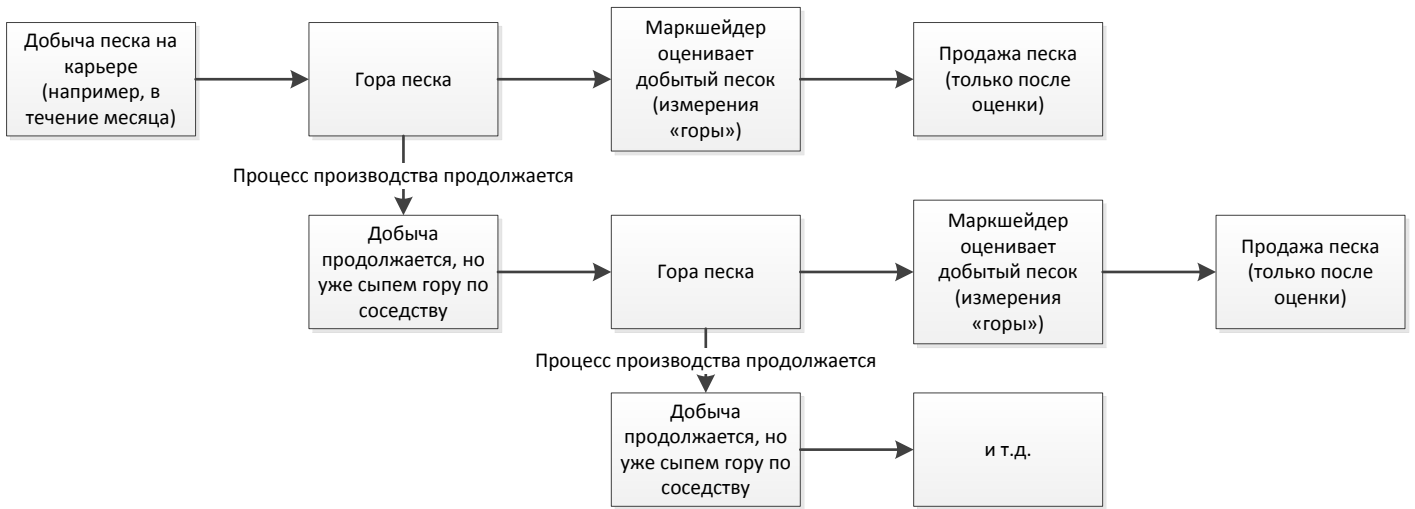 Добыча песка на
карьере
(например, в
течение месяца)
Гора песка
Маркшейдер
оценивает
добытый песок
(измерения
«горы»)
Продажа песка
(только после
оценки)
Процесс производства продолжается
Добыча
продолжается, но
уже сыпем гору по
соседству
Гора песка
Маркшейдер
оценивает
добытый песок
(измерения
«горы»)
Продажа песка
(только после
оценки)
Процесс производства продолжается
Добыча
продолжается, но
уже сыпем гору по
соседству
и т.д.